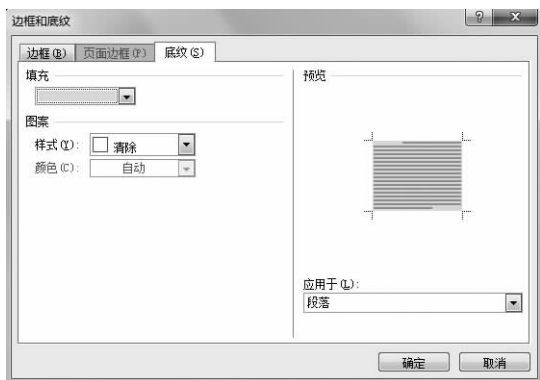 边框和底纹
边框(B) 页面边框(P) 底纹(S)
填充
图案
样式(Y): 清除
颜色(C): 自动
预览
应用于(L):
段落
确定 取消